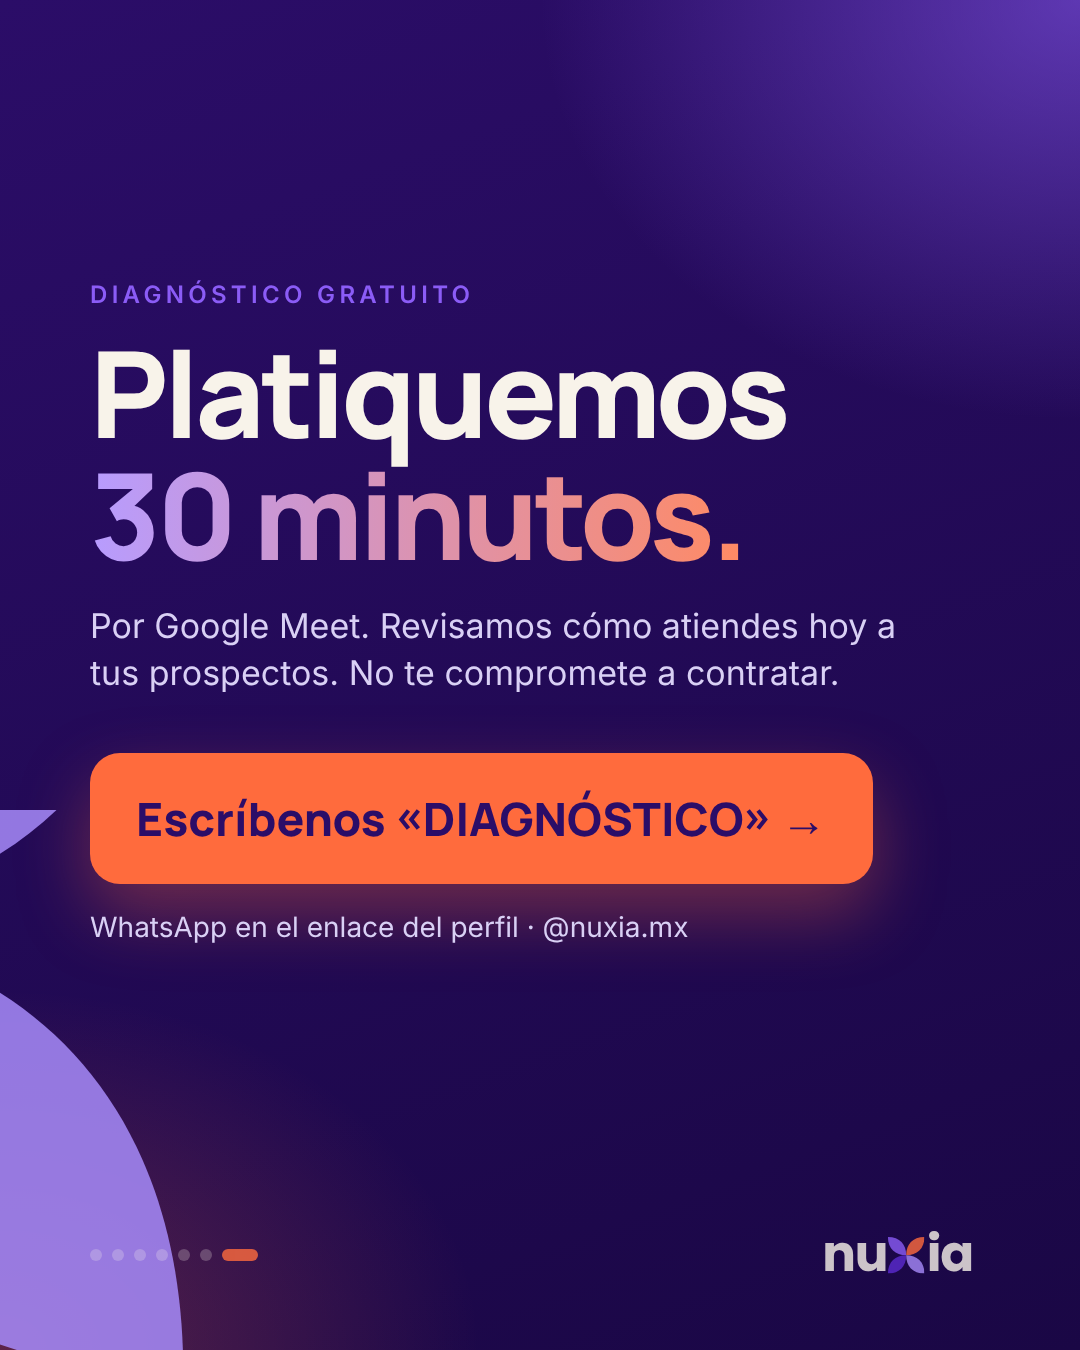 DIAGNÓSTICO GRATUITO
Platiquemos
30 minutos.
Por Google Meet. Revisamos cómo atiendes hoy a
tus prospectos. No te compromete a contratar.
Escríbenos «DIAGNÓSTICO» →
WhatsApp en el enlace del perfil · @nuxia.mx
nuxia